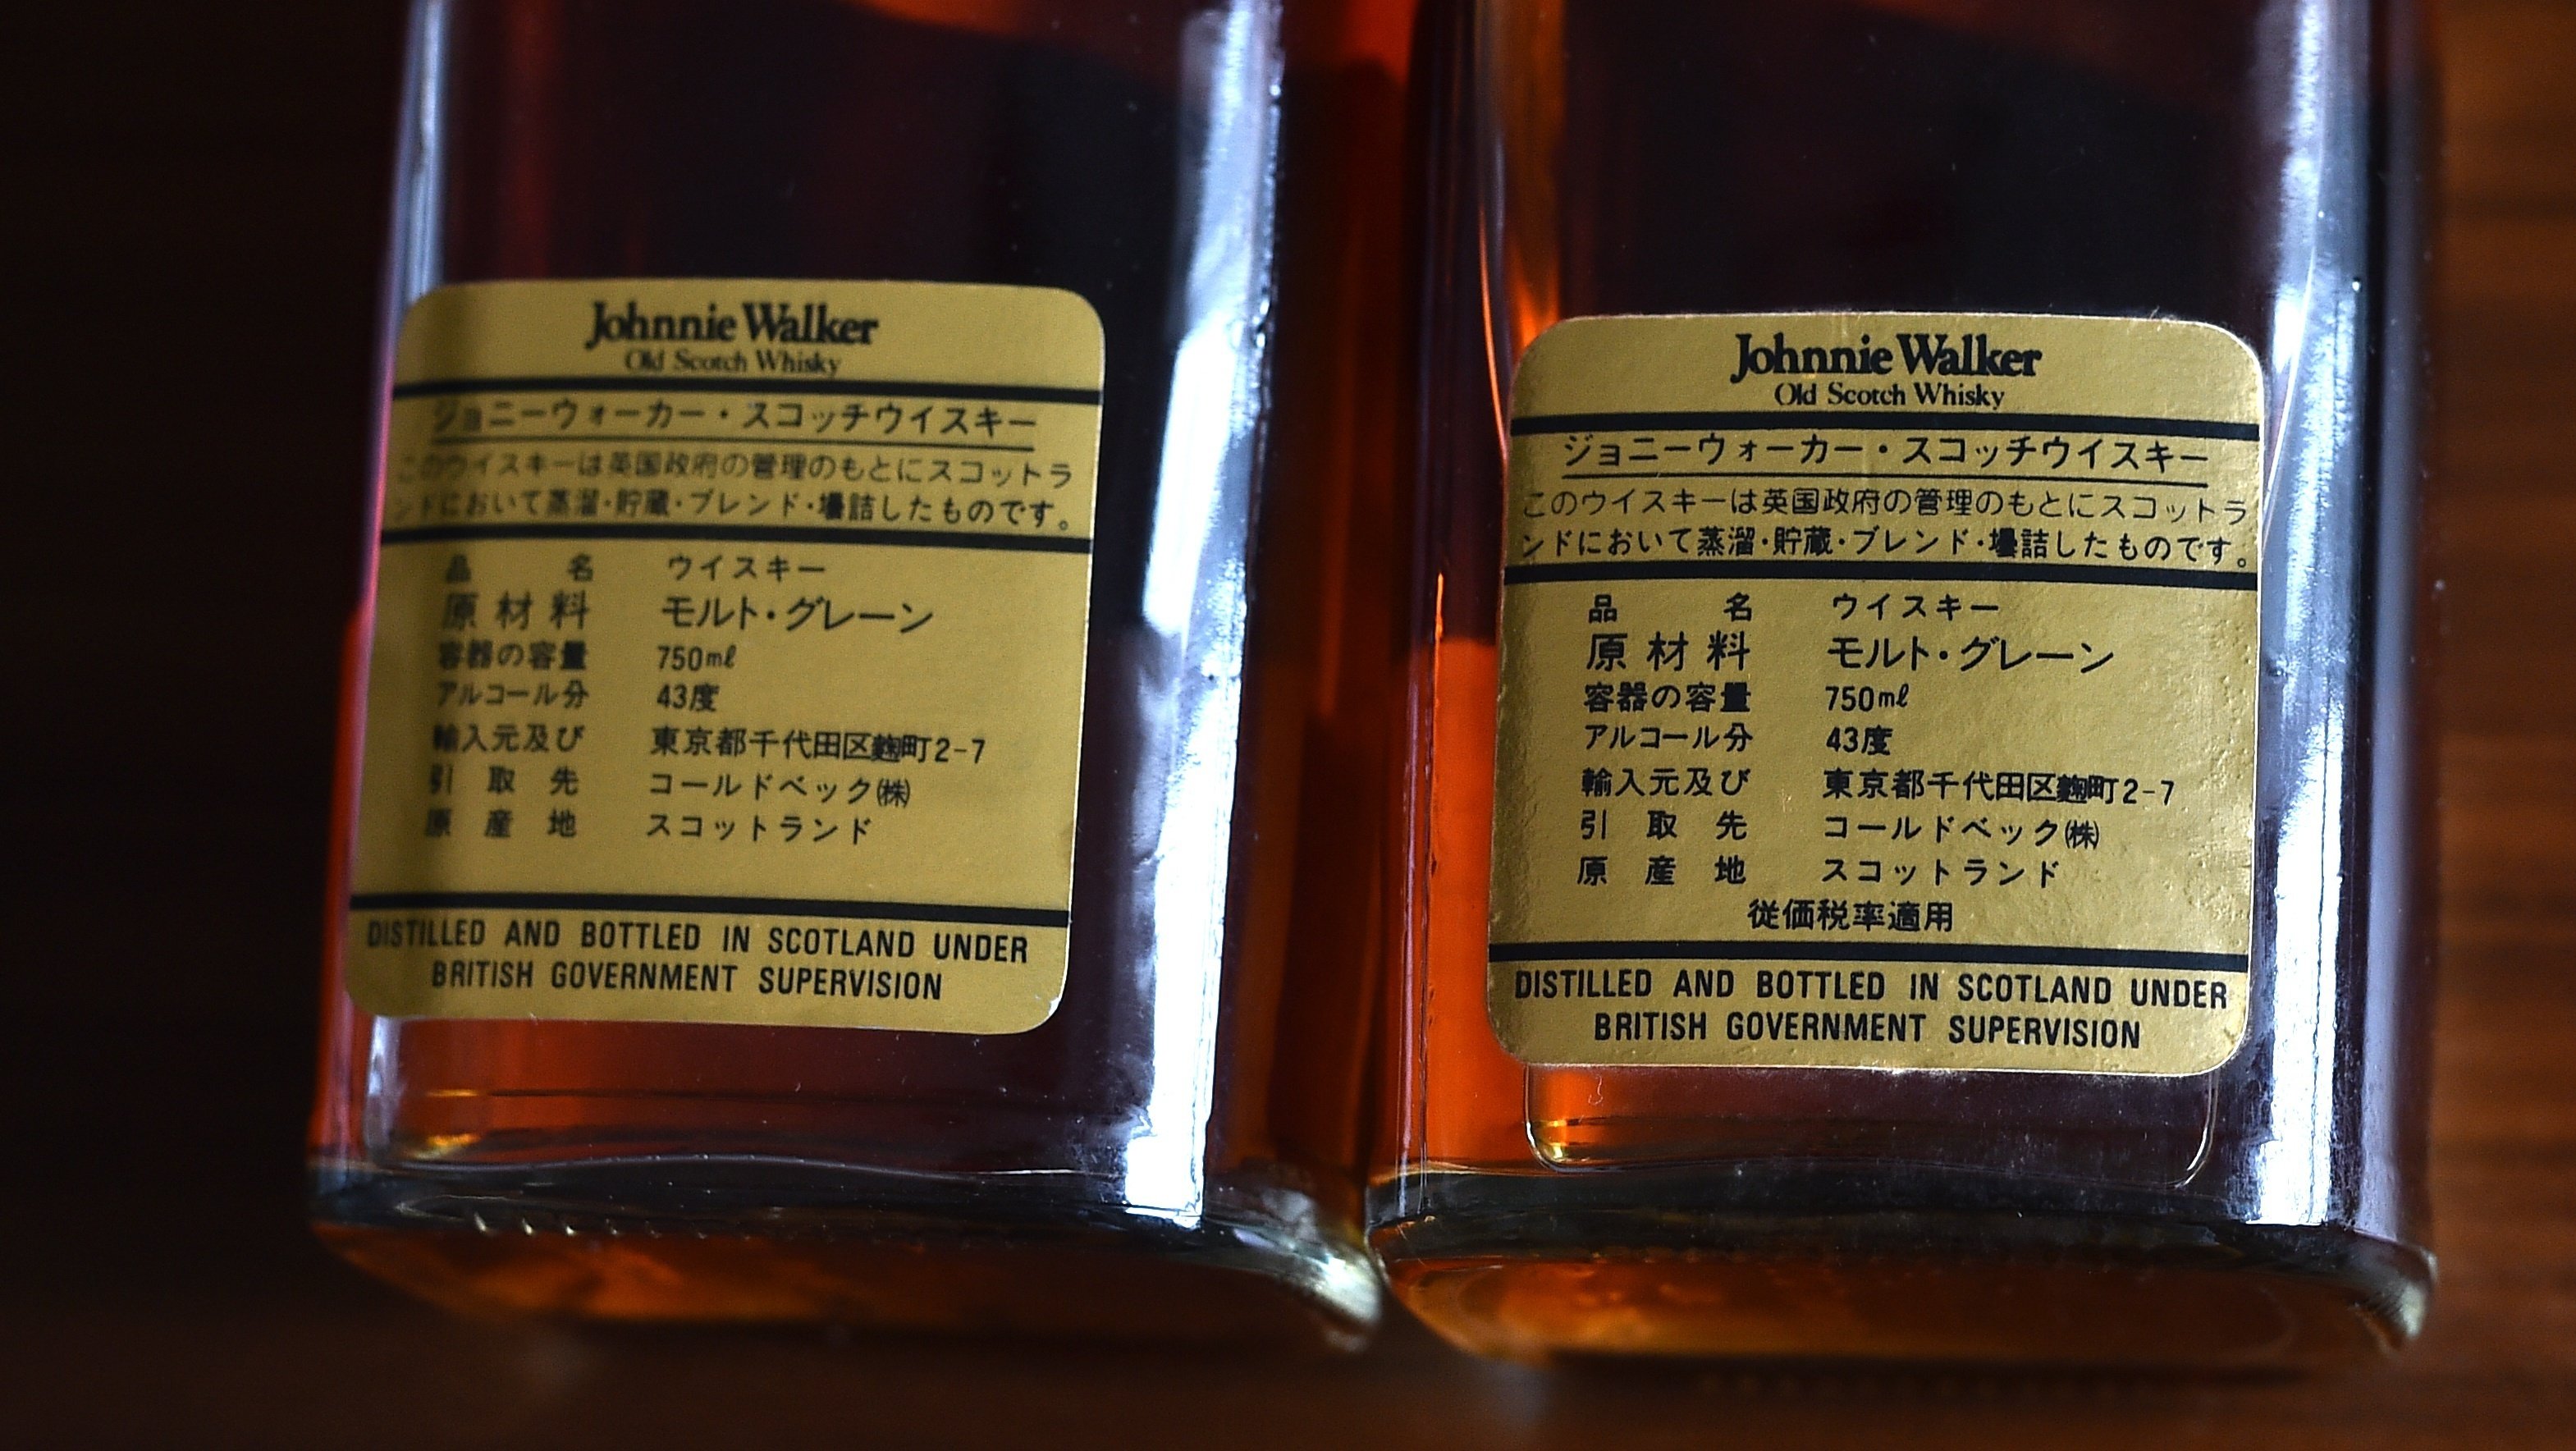 Johnnie Walker
Old Scotch Whisky
ジョニーウォーカー・スコッチウイスキー
このウイスキーは英国政府の管理のもとにスコットラ
ンドにおいて蒸溜・貯蔵・ブレンド・壜詰したものです。
品名 ウイスキー
原材料 モルト・グレーン
容器の容量 750mℓ
アルコール分 43度
輸入元及び 東京都千代田区麹町2-7
引取先 コールドベック㈱
原産地 スコットランド
DISTILLED AND BOTTLED IN SCOTLAND UNDER
BRITISH GOVERNMENT SUPERVISION
Johnnie Walker
Old Scotch Whisky
ジョニーウォーカー・スコッチウイスキー
このウイスキーは英国政府の管理のもとにスコットラ
ンドにおいて蒸溜・貯蔵・ブレンド・壜詰したものです。
品名 ウイスキー
原材料 モルト・グレーン
容器の容量 750mℓ
アルコール分 43度
輸入元及び 東京都千代田区麹町2-7
引取先 コールドベック㈱
原産地 スコットランド
従価税率適用
DISTILLED AND BOTTLED IN SCOTLAND UNDER
BRITISH GOVERNMENT SUPERVISION